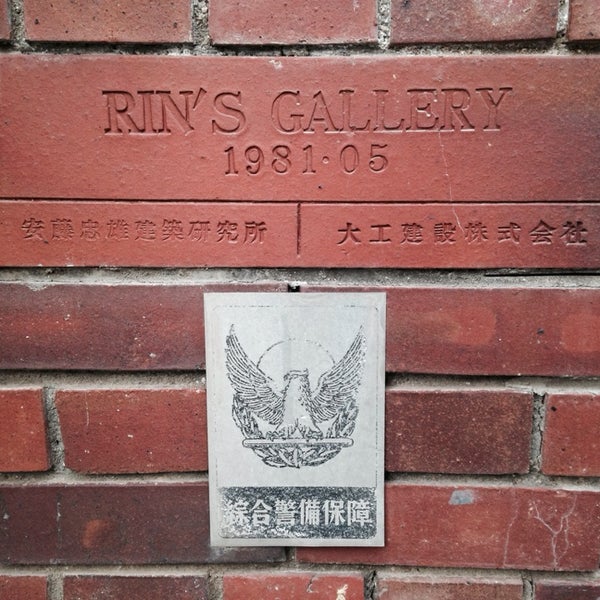 RIN'S GALLERY
1981·05
安藤忠雄建築研究所 大工建設株式会社
綜合警備保障